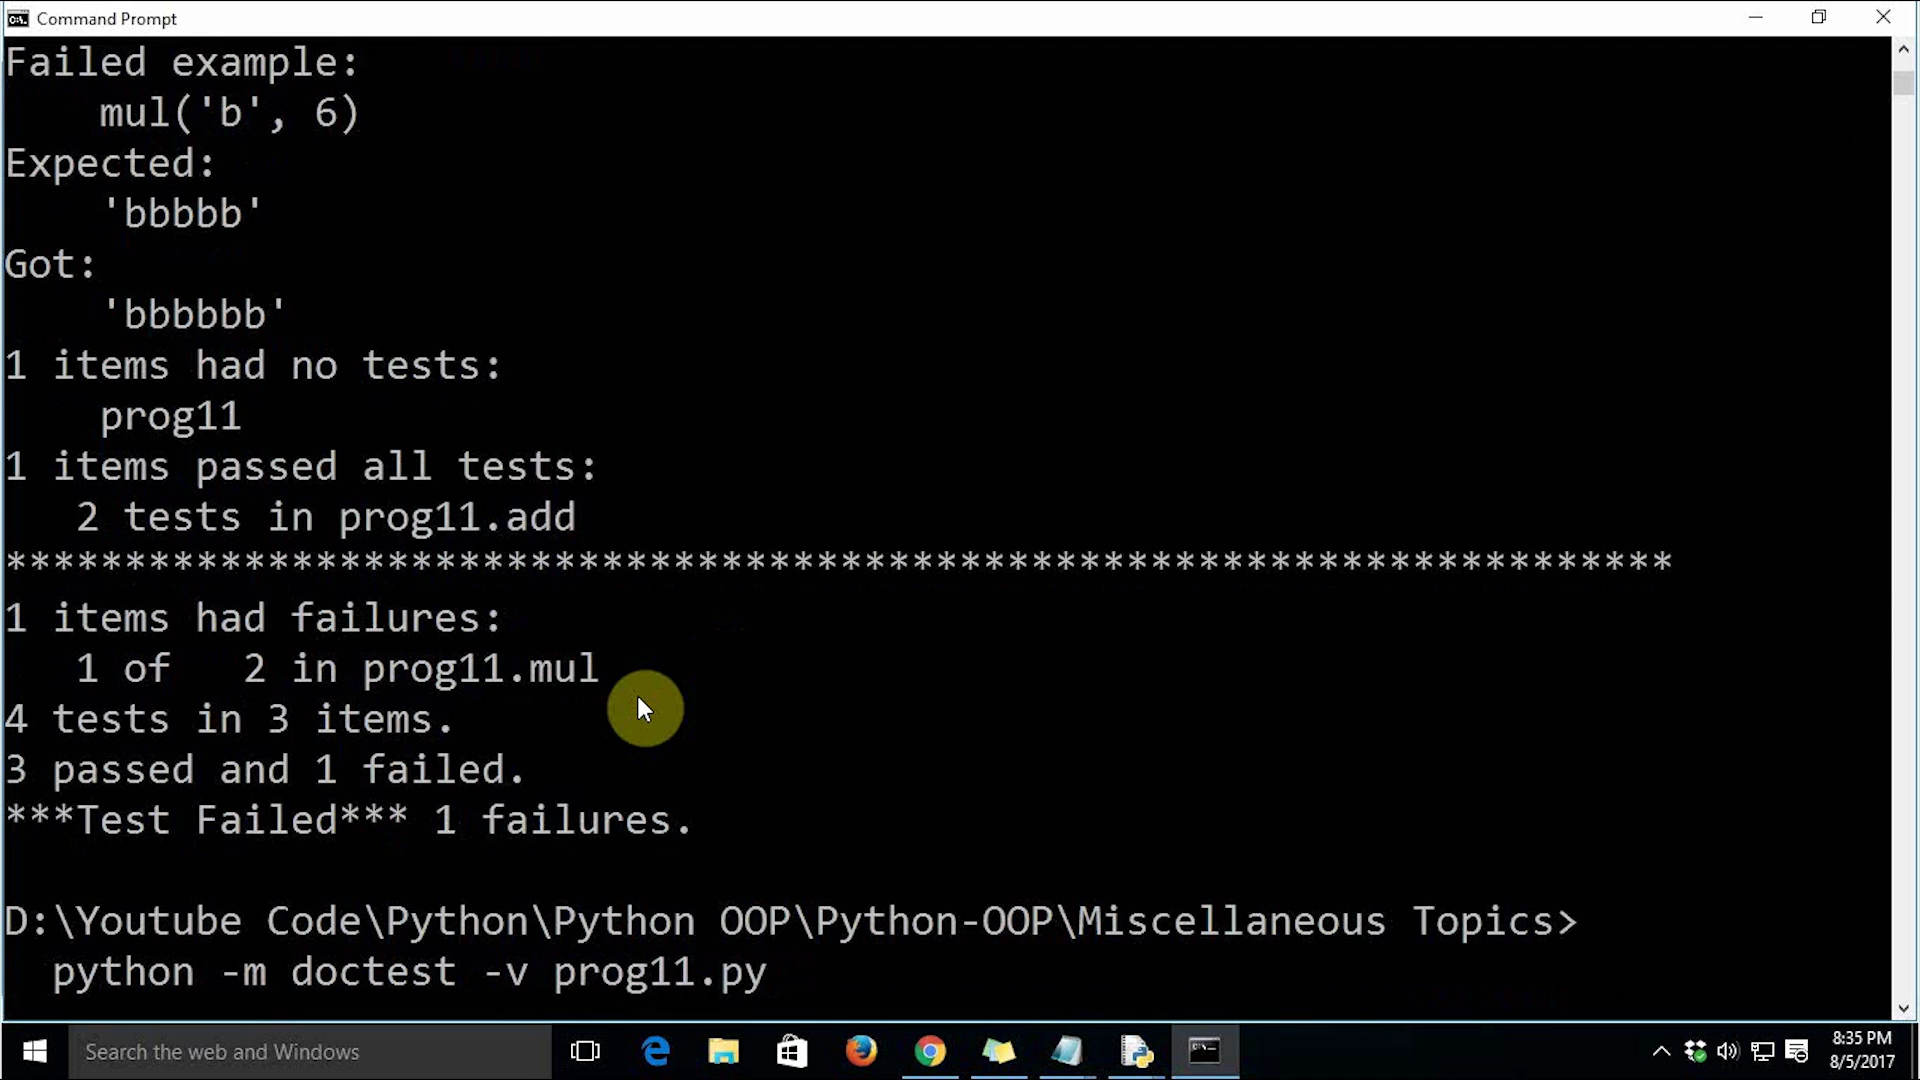 Command Prompt
Failed example:
    mul('b', 6)
Expected:
    'bbbbb'
Got:
    'bbbbbb'
1 items had no tests:
    prog11
1 items passed all tests:
   2 tests in prog11.add
**********************************************************************
1 items had failures:
   1 of   2 in prog11.mul
4 tests in 3 items.
3 passed and 1 failed.
***Test Failed*** 1 failures.
D:\Youtube Code\Python\Python OOP\Python-OOP\Miscellaneous Topics>
  python -m doctest -v prog11.py
Search the web and Windows
8:35 PM
8/5/2017